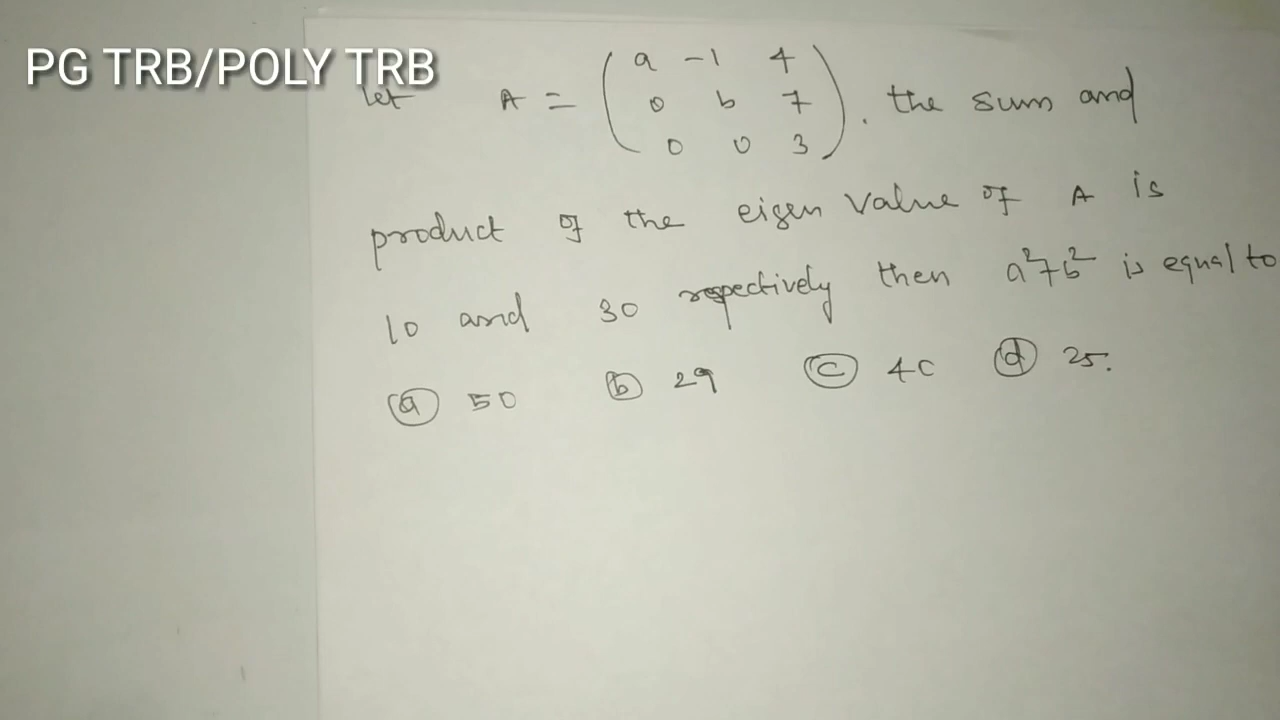 PG TRB/POLY TRB
let A = ( a -1 4
0 b 7
0 0 3 ). the sum and
product of the eigen value of A is
10 and 30 respectively then a²+b² is equal to
(a) 50 (b) 29 (c) 40 (d) 25.